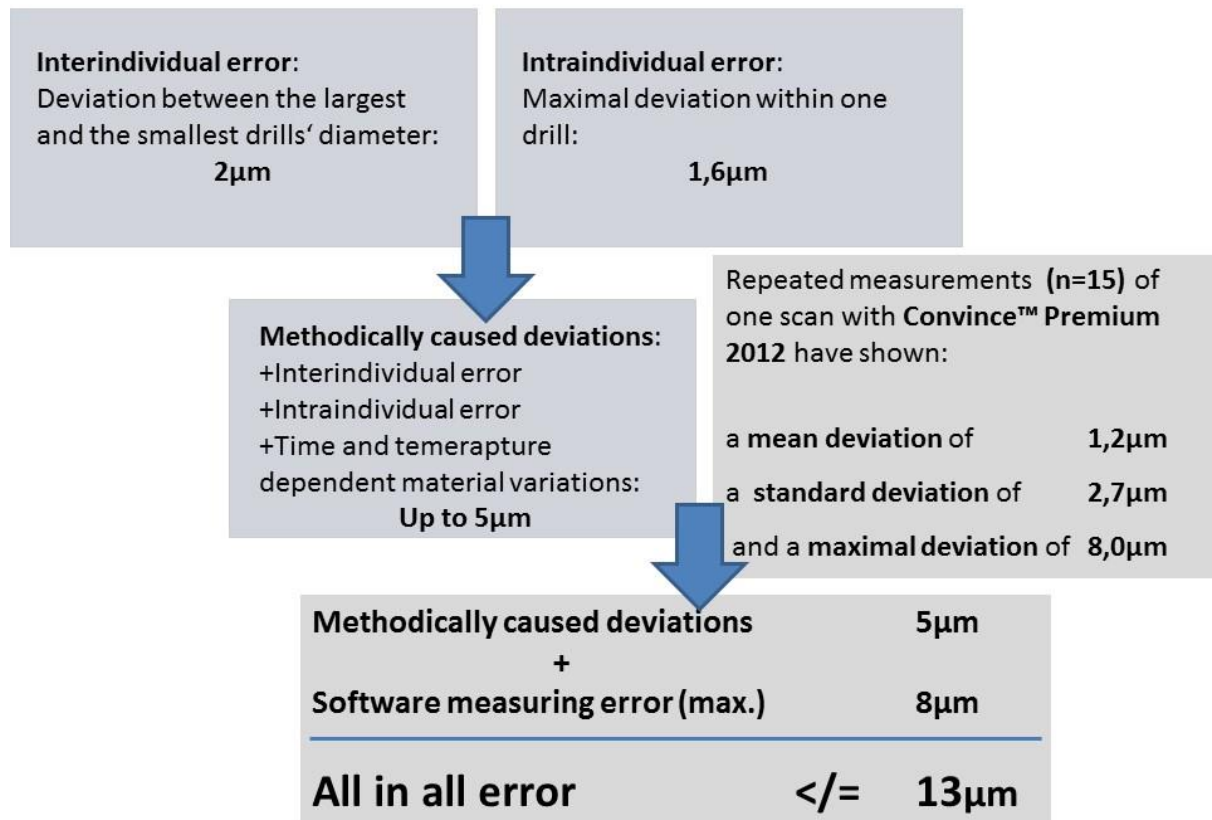 Interindividual error:
Deviation between the largest
and the smallest drills‘ diameter:
2µm
Intraindividual error:
Maximal deviation within one
drill:
1,6µm
Methodically caused deviations:
+Interindividual error
+Intraindividual error
+Time and temerapture
dependent material variations:
Up to 5µm
Repeated measurements (n=15) of
one scan with Convince™ Premium
2012 have shown:
a mean deviation of 1,2µm
a standard deviation of 2,7µm
and a maximal deviation of 8,0µm
Methodically caused deviations 5µm
+
Software measuring error (max.) 8µm
All in all error </= 13µm